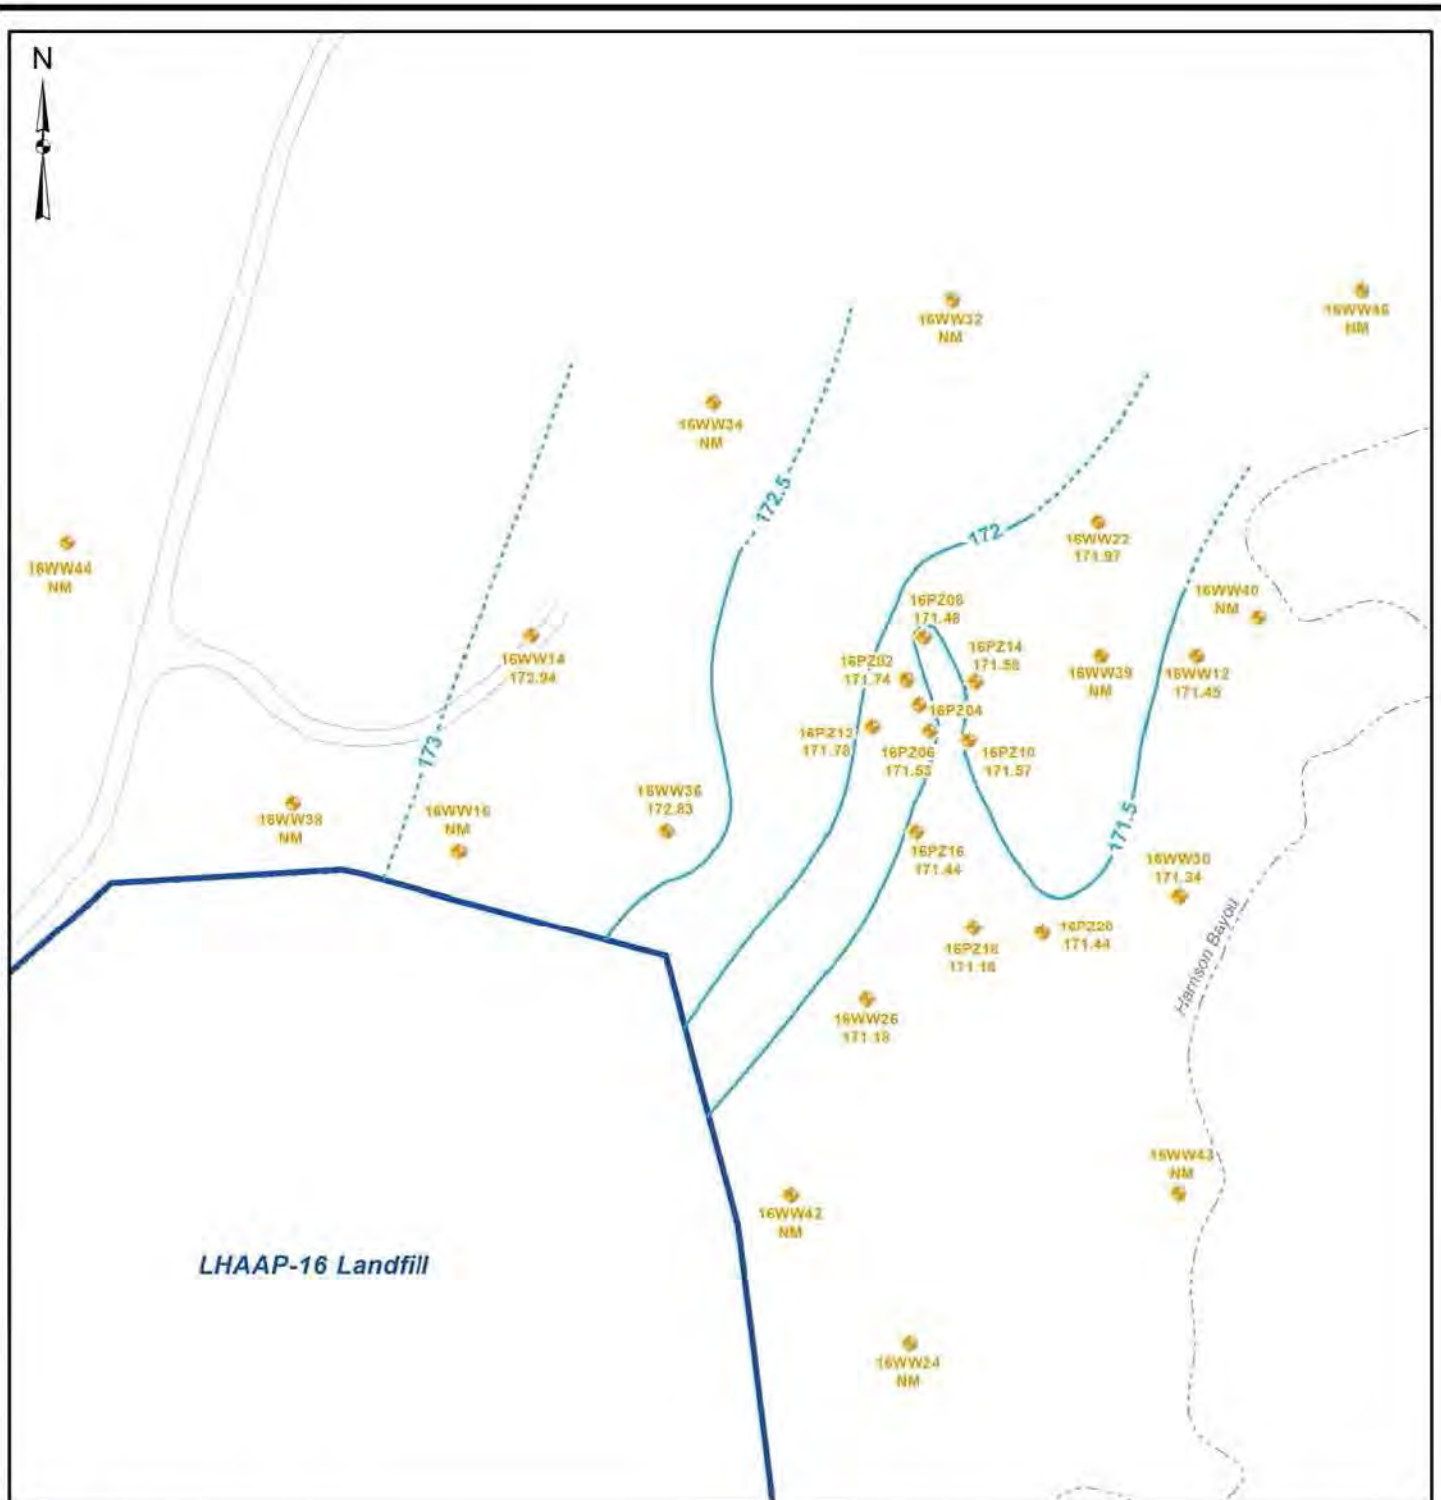 N
16WW32
NM
16WW46
NM
16WW34
NM
172.5
172
16WW22
171.97
16WW44
NM
16WW40
NM
16PZ08
171.48
16WW14
172.94
16PZ02
171.74
16PZ14
171.58
16WW39
NM
16WW12
171.45
16PZ04
16PZ12
171.78
16PZ06
171.53
16PZ10
171.57
173
16WW38
NM
16WW16
NM
16WW36
172.83
171.5
16PZ16
171.44
16WW30
171.34
16PZ18
171.18
16PZ20
171.44
Harrison Bayou
16WW26
171.18
16WW43
NM
16WW42
NM
LHAAP-16 Landfill
16WW24
NM